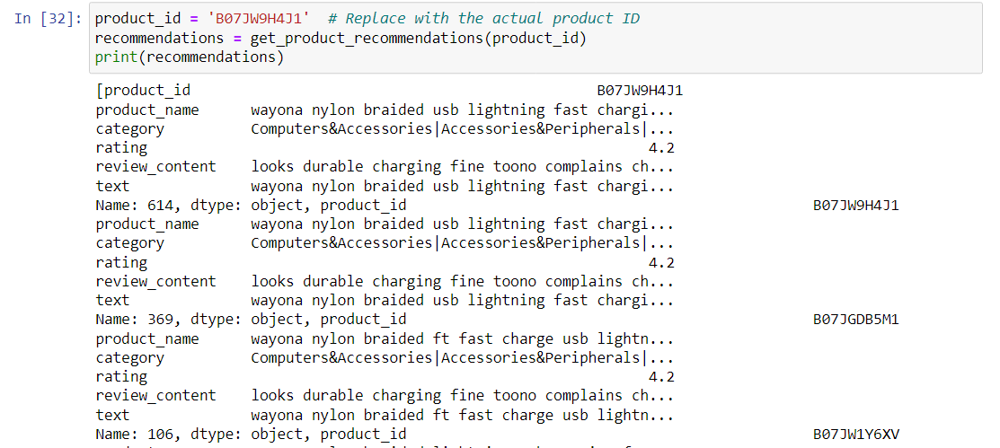 In [32]: product_id = 'B07JW9H4J1'  # Replace with the actual product ID
recommendations = get_product_recommendations(product_id)
print(recommendations)
[product_id                                               B07JW9H4J1
product_name      wayona nylon braided usb lightning fast chargi...
category          Computers&Accessories|Accessories&Peripherals|...
rating                                                          4.2
review_content    looks durable charging fine toono complains ch...
text              wayona nylon braided usb lightning fast chargi...
Name: 614, dtype: object, product_id                                               B07JW9H4J1
product_name      wayona nylon braided usb lightning fast chargi...
category          Computers&Accessories|Accessories&Peripherals|...
rating                                                          4.2
review_content    looks durable charging fine toono complains ch...
text              wayona nylon braided usb lightning fast chargi...
Name: 369, dtype: object, product_id                                               B07JGDB5M1
product_name      wayona nylon braided ft fast charge usb lightn...
category          Computers&Accessories|Accessories&Peripherals|...
rating                                                          4.2
review_content    looks durable charging fine toono complains ch...
text              wayona nylon braided ft fast charge usb lightn...
Name: 106, dtype: object, product_id                                               B07JW1Y6XV